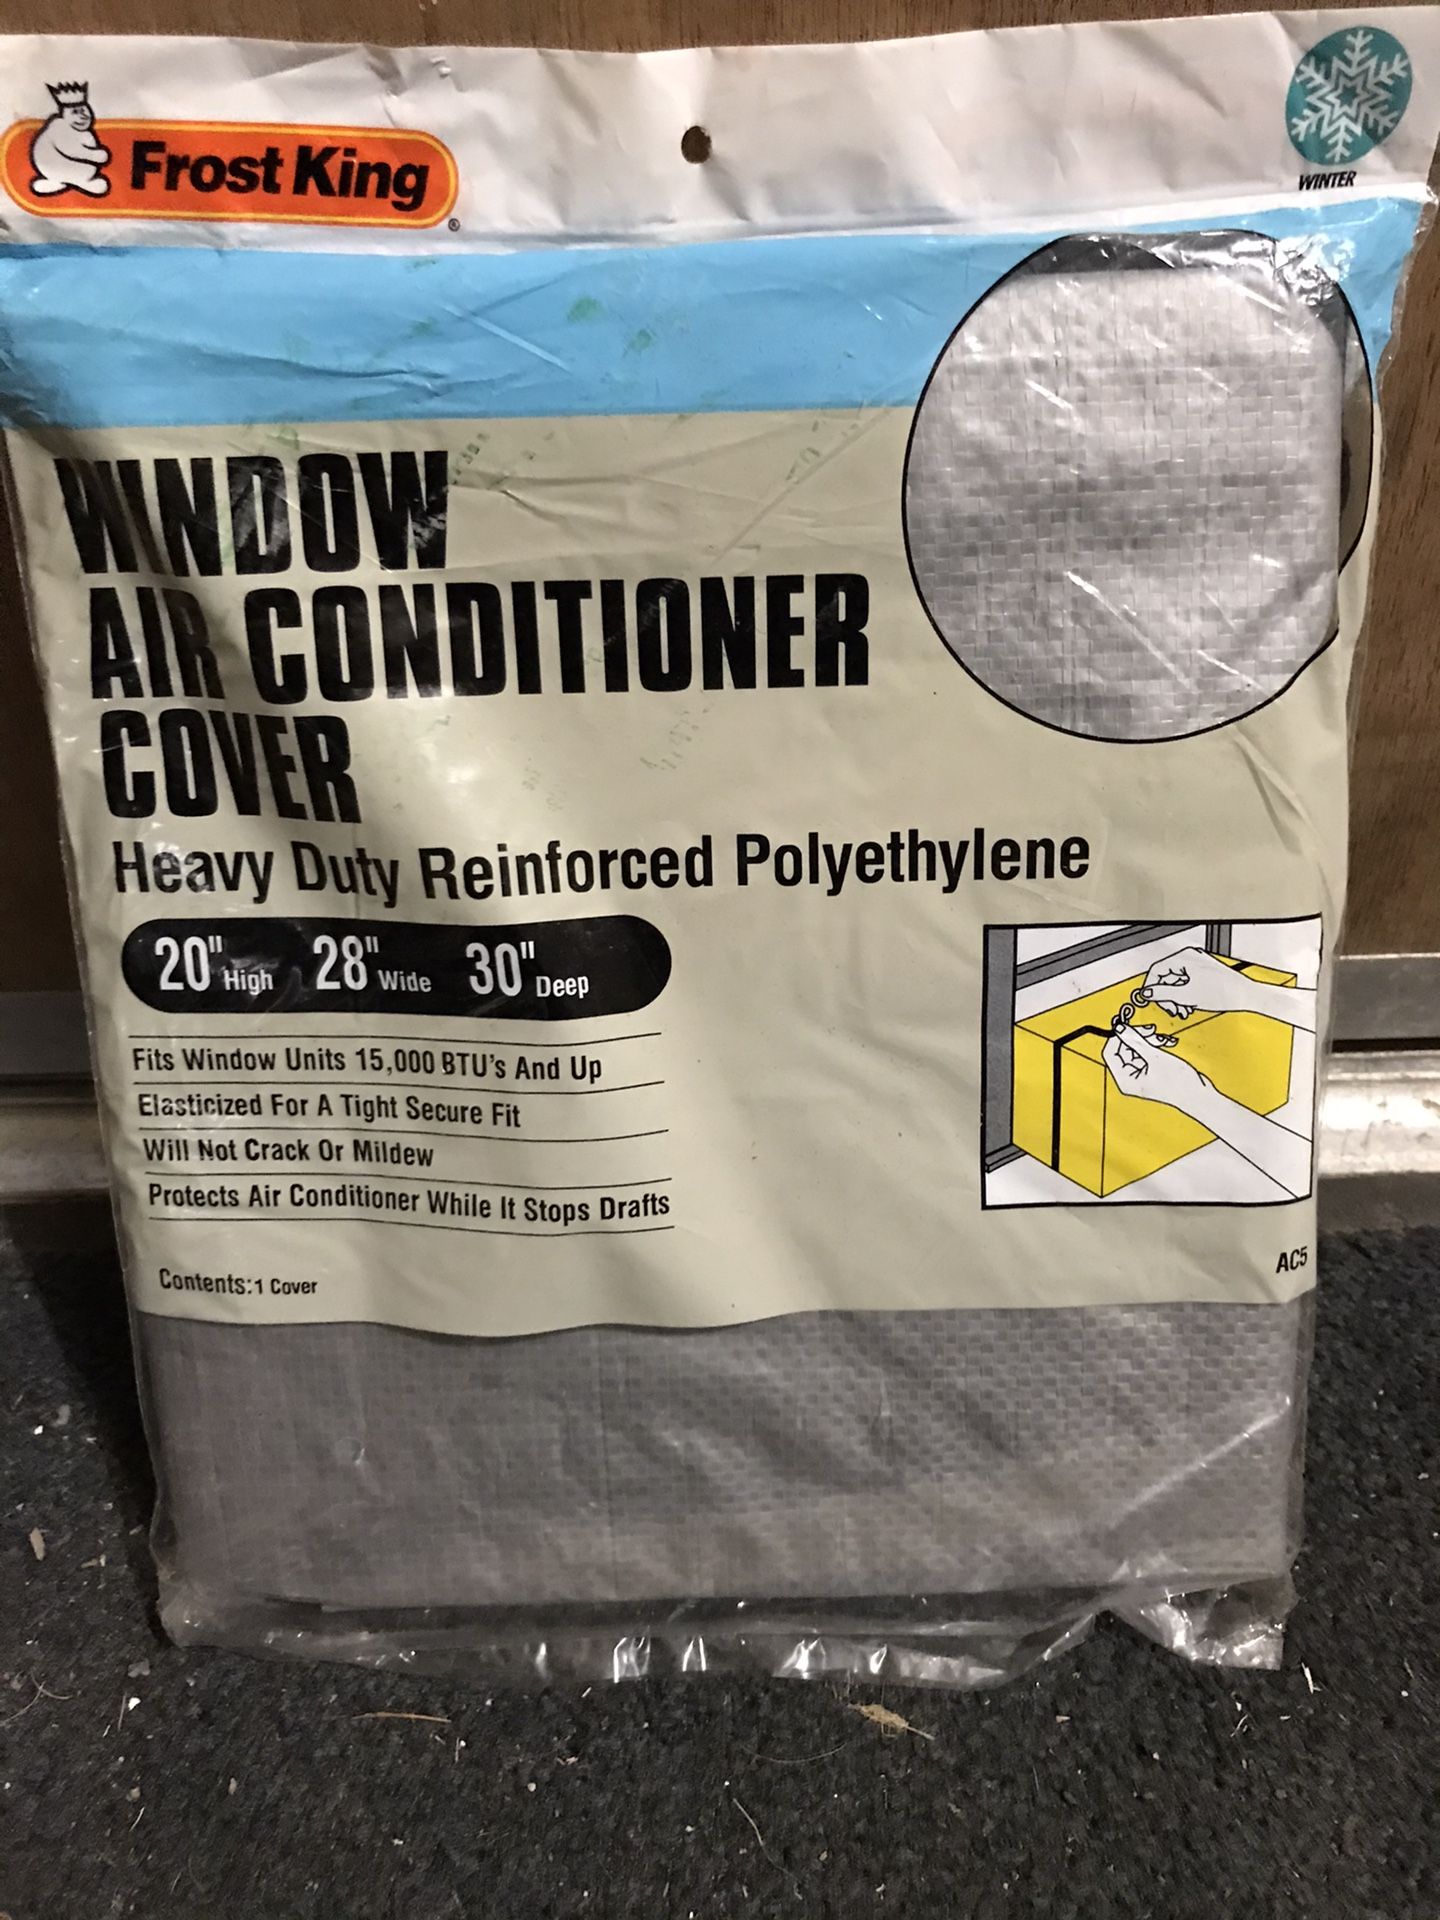 Frost King
®
WINTER
WINDOW
AIR CONDITIONER
COVER
Heavy Duty Reinforced Polyethylene
20" High 28" Wide 30" Deep
Fits Window Units 15,000 BTU's And Up
Elasticized For A Tight Secure Fit
Will Not Crack Or Mildew
Protects Air Conditioner While It Stops Drafts
Contents: 1 Cover
AC5